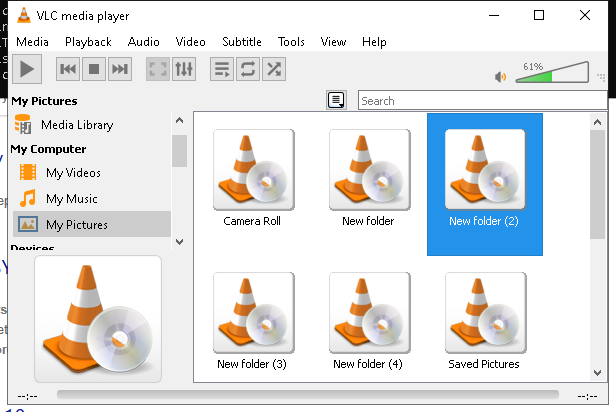 VLC media player
Media Playback Audio Video Subtitle Tools View Help
61%
My Pictures
Search
Media Library
My Computer
My Videos
My Music
My Pictures
Devices
Camera Roll
New folder
New folder (2)
New folder (3)
New folder (4)
Saved Pictures
--:--
--:--